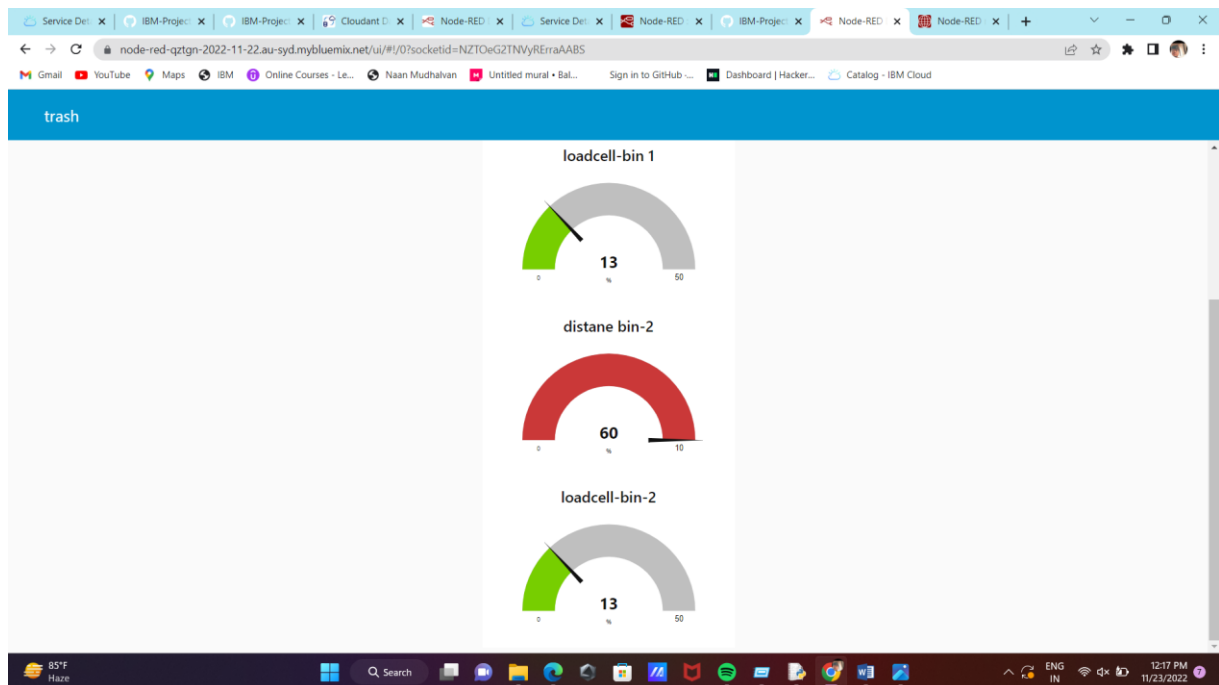 Service Det IBM-Project IBM-Project Cloudant D Node-RED Service Det Node-RED IBM-Project Node-RED Node-RED
node-red-qztgn-2022-11-22.au-syd.mybluemix.net/ui/#!/0?socketid=NZTOeG2TNVyRErraAABS
Gmail YouTube Maps IBM Online Courses - Le... Naan Mudhalvan Untitled mural • Bal... Sign in to GitHub ·... Dashboard | Hacker... Catalog - IBM Cloud
trash
loadcell-bin 1
13
%
0 50
distane bin-2
60
%
0 10
loadcell-bin-2
13
%
0 50
85°F
Haze
Search
ENG
IN
12:17 PM
11/23/2022
7